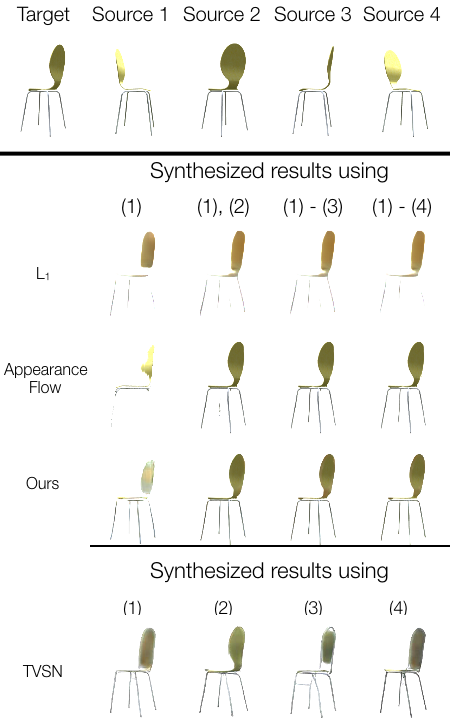 Target Source 1 Source 2 Source 3 Source 4
Synthesized results using
(1) (1), (2) (1) - (3) (1) - (4)
L₁
Appearance
Flow
Ours
Synthesized results using
(1) (2) (3) (4)
TVSN